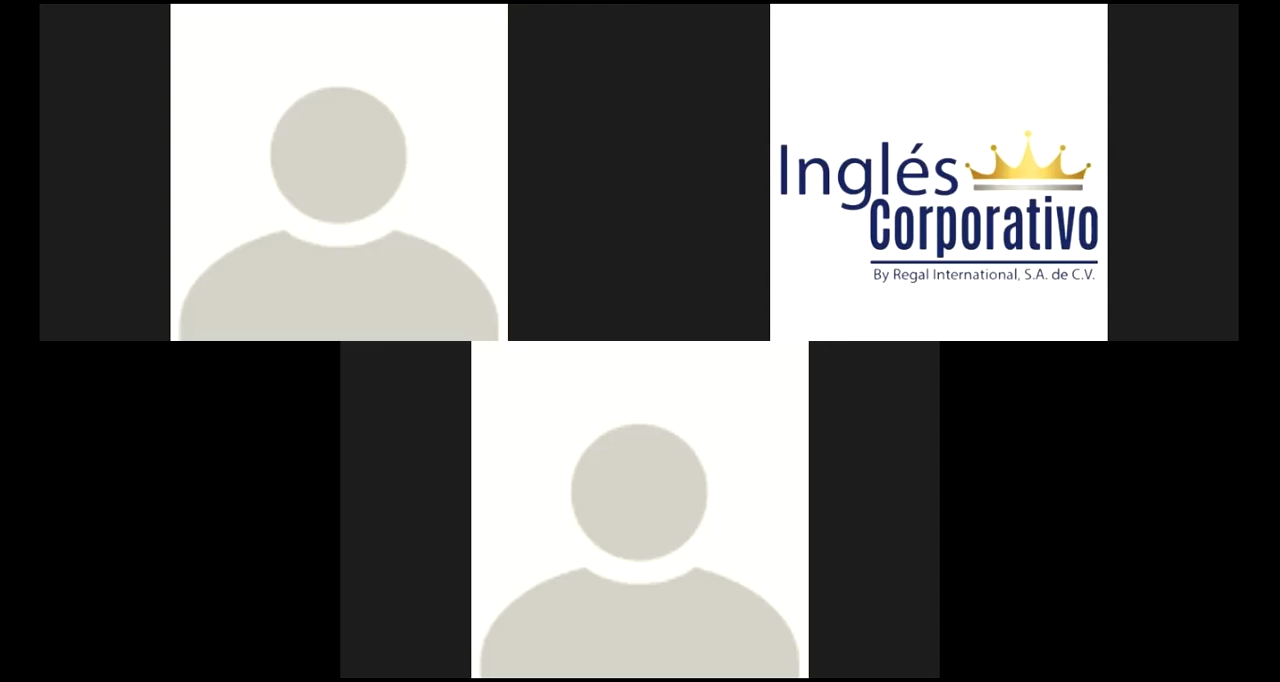 Inglés
Corporativo
By Regal International, S.A. de C.V.